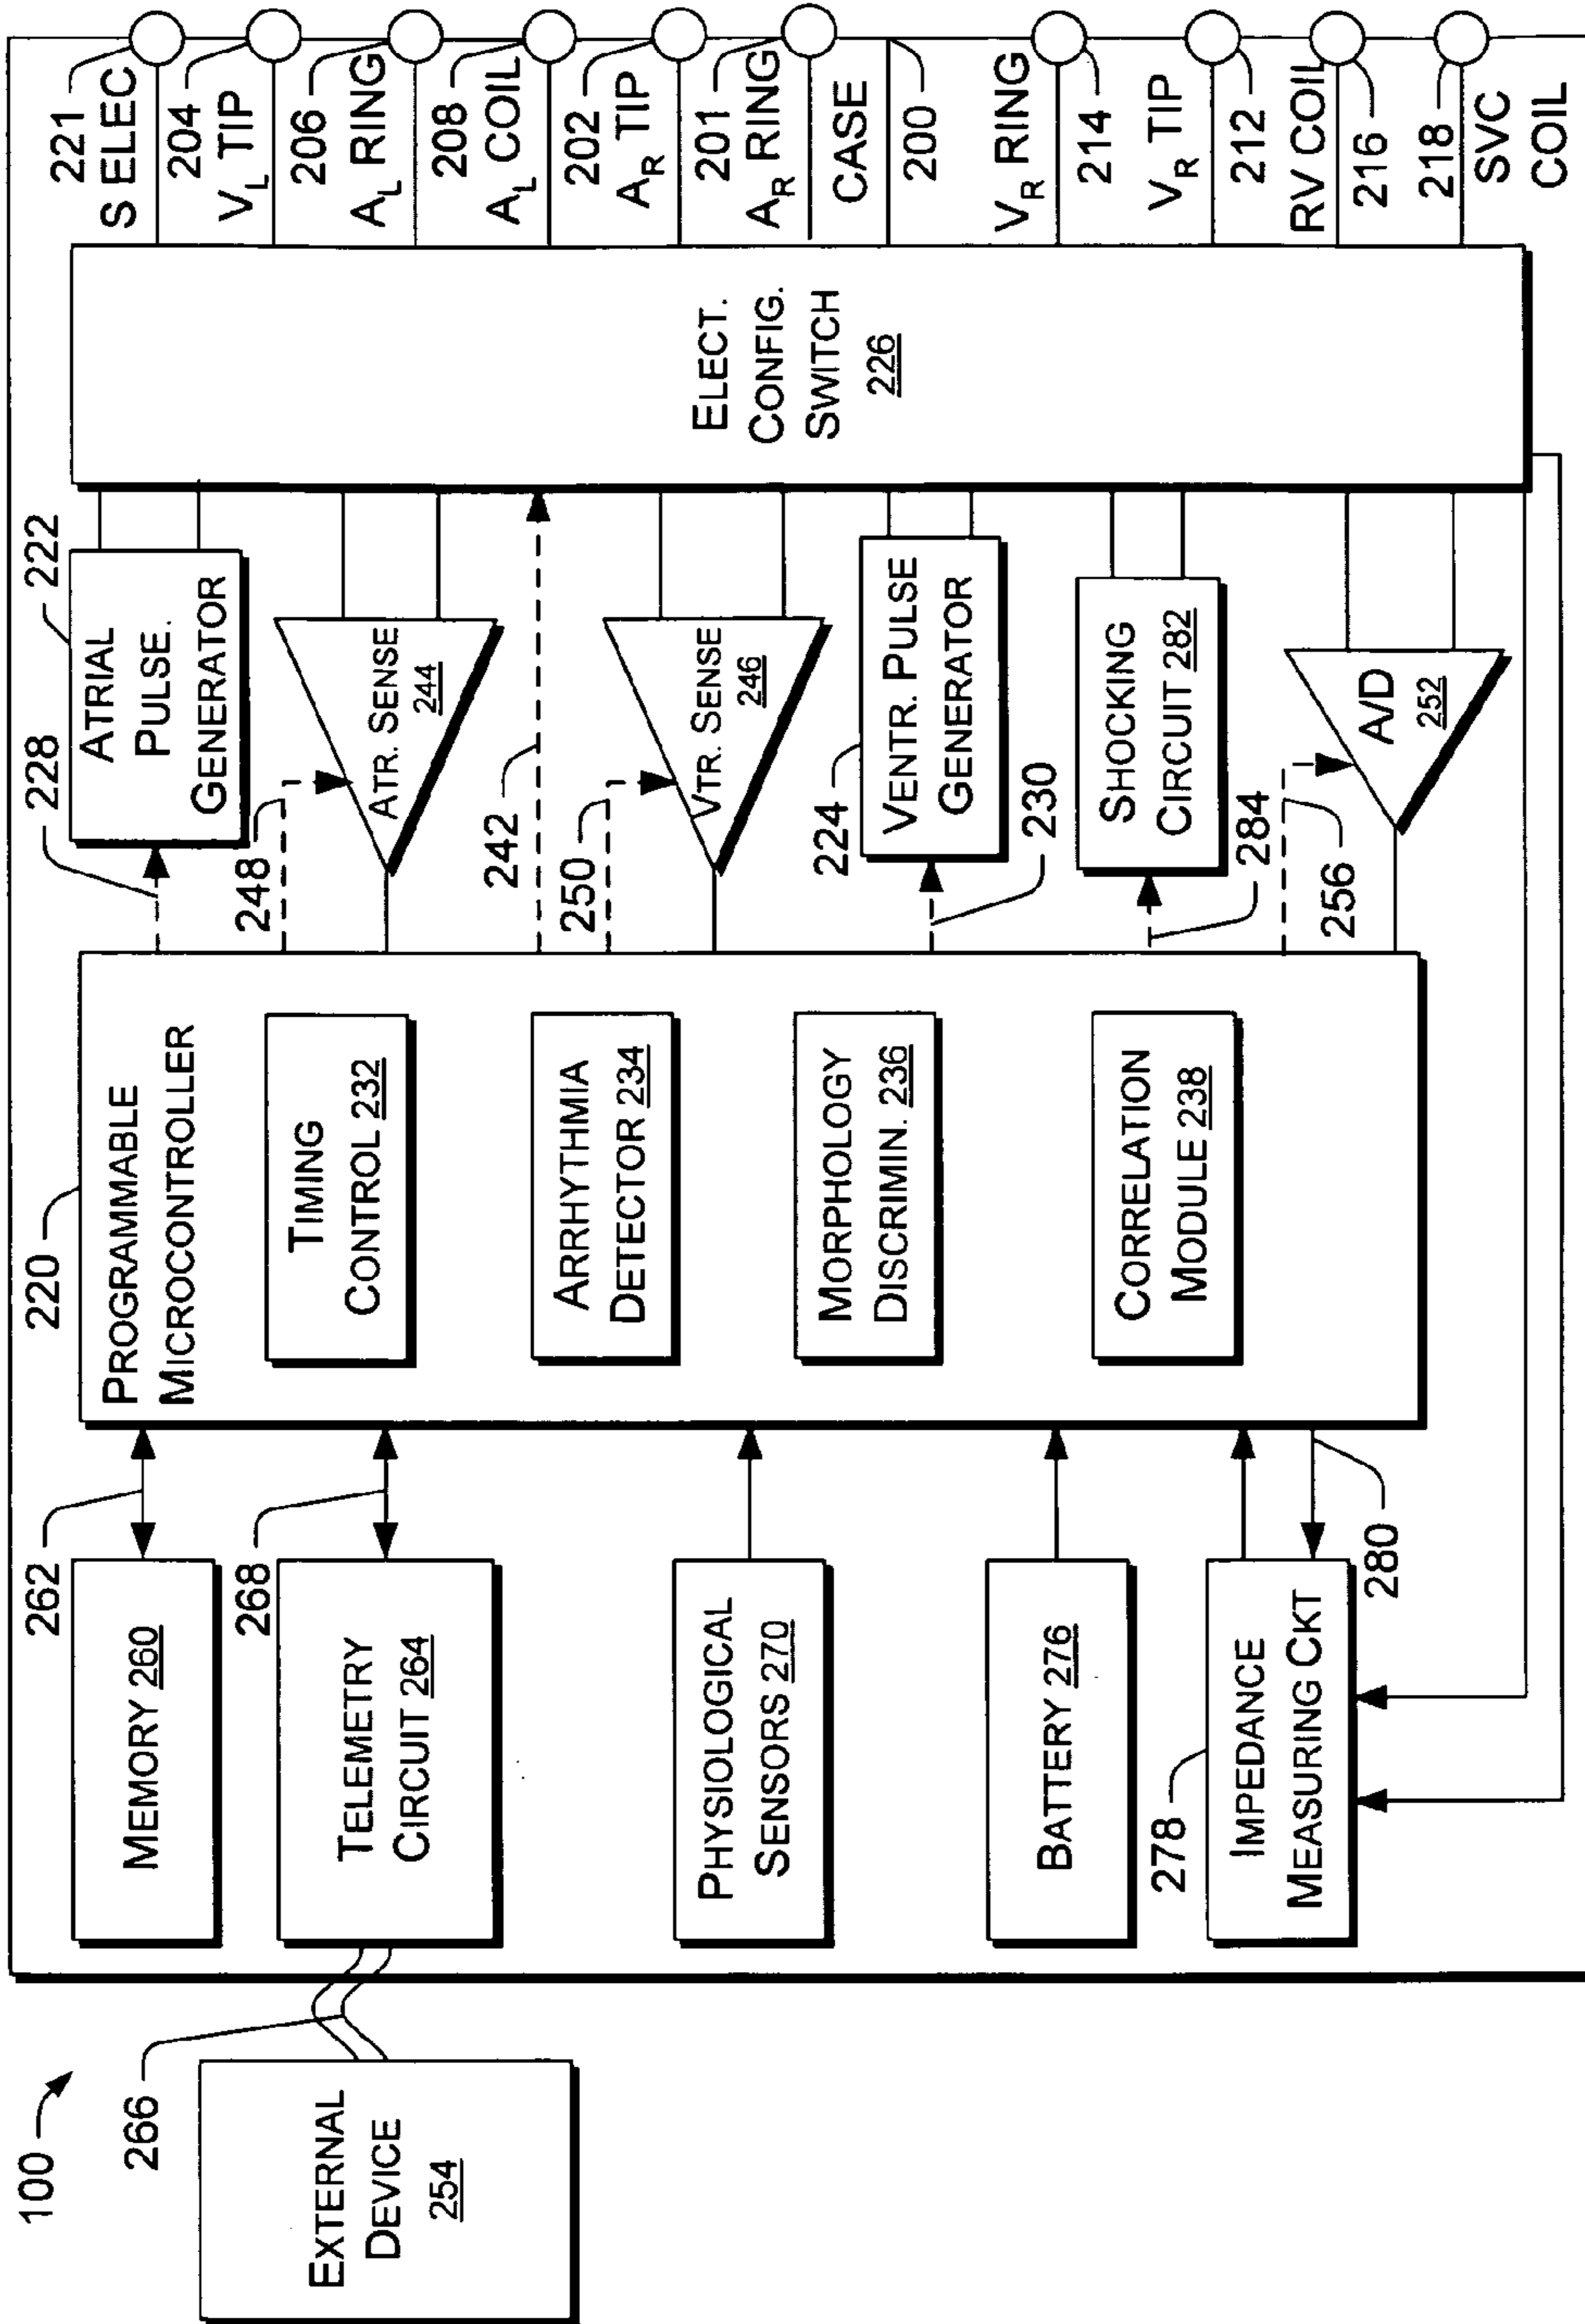 100
EXTERNAL
DEVICE
254
266
MEMORY 260
262
TELEMETRY
CIRCUIT 264
268
PHYSIOLOGICAL
SENSORS 270
BATTERY 276
278
IMPEDANCE
MEASURING CKT
280
220
PROGRAMMABLE
MICROCONTROLLER
TIMING
CONTROL 232
ARRHYTHMIA
DETECTOR 234
MORPHOLOGY
DISCRIMIN. 236
CORRELATION
MODULE 238
228
222
ATRIAL
PULSE.
GENERATOR
248
ATR. SENSE
244
242
250
VTR. SENSE
246
224
VENTR. PULSE
GENERATOR
230
SHOCKING
CIRCUIT 282
284
256
A/D
252
ELECT.
CONFIG.
SWITCH
226
221
S ELEC
204
VL TIP
206
AL RING
208
AL COIL
202
AR TIP
201
AR RING
CASE
200
VR RING
214
VR TIP
212
RV COIL
216
218
SVC
COIL